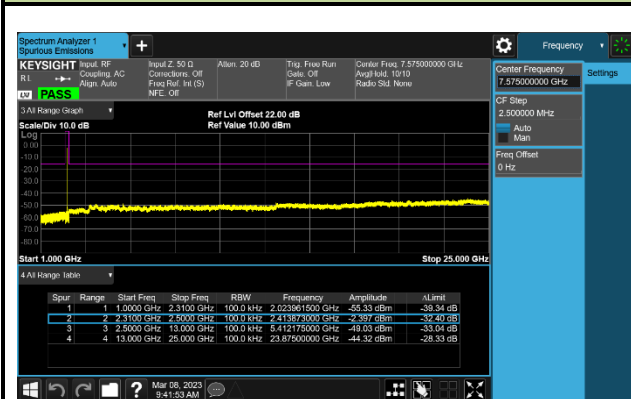 Spectrum Analyzer 1
Spurious Emissions
Frequency
KEYSIGHT Input: RF Input Z: 50 Ω Atten: 20 dB Trig: Free Run Center Freq: 7.575000000 GHz
Coupling: AC Corrections: Off Gate: Off Avg|Hold: 10/10
Align: Auto Freq Ref: Int (S) IF Gain: Low Radio Std: None
NFE: Off
LW PASS
Center Frequency
7.575000000 GHz
Settings
CF Step
2.500000 MHz
Auto
Man
Freq Offset
0 Hz
3 All Range Graph
Ref Lvl Offset 22.00 dB
Scale/Div 10.0 dB Ref Value 10.00 dBm
Log
0.00
-10.0
-20.0
-30.0
-40.0
-50.0
-60.0
-70.0
-80.0
Start 1.000 GHz Stop 25.000 GHz
4 All Range Table
Spur Range Start Freq Stop Freq RBW Frequency Amplitude ΔLimit
1 1 1.0000 GHz 2.3100 GHz 100.0 kHz 2.023961500 GHz -55.33 dBm -39.34 dB
2 2 2.3100 GHz 2.5000 GHz 100.0 kHz 2.413873000 GHz -2.397 dBm -32.40 dB
3 3 2.5000 GHz 13.000 GHz 100.0 kHz 5.412175000 GHz -49.03 dBm -33.04 dB
4 4 13.000 GHz 25.000 GHz 100.0 kHz 23.87500000 GHz -44.32 dBm -28.33 dB
Mar 08, 2023
9:41:53 AM